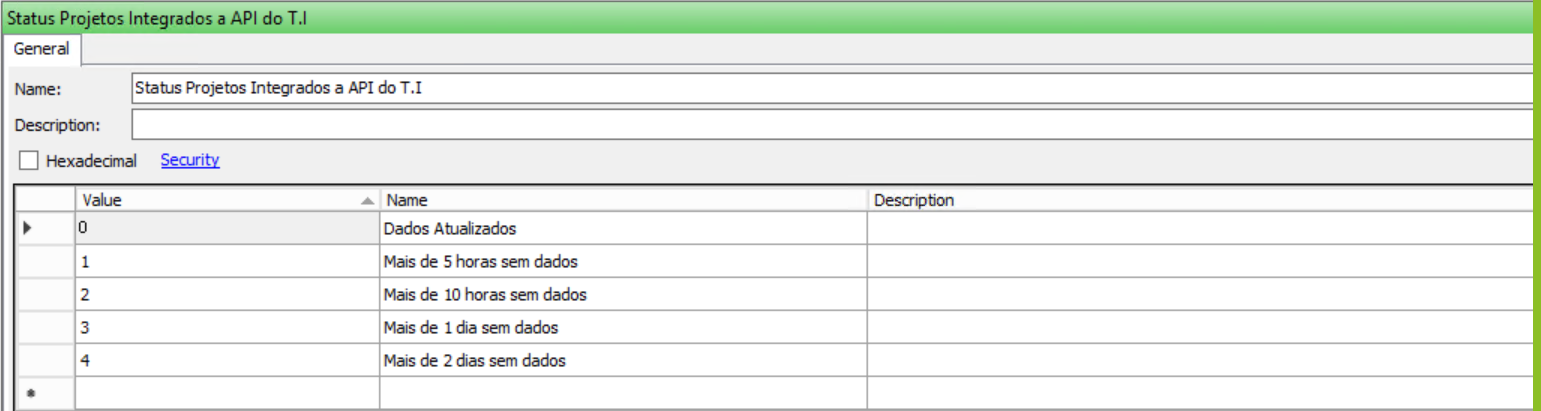 Status Projetos Integrados a API do T.I
General
Name: Status Projetos Integrados a API do T.I
Description:
Hexadecimal Security
Value Name Description
0 Dados Atualizados
1 Mais de 5 horas sem dados
2 Mais de 10 horas sem dados
3 Mais de 1 dia sem dados
4 Mais de 2 dias sem dados
*